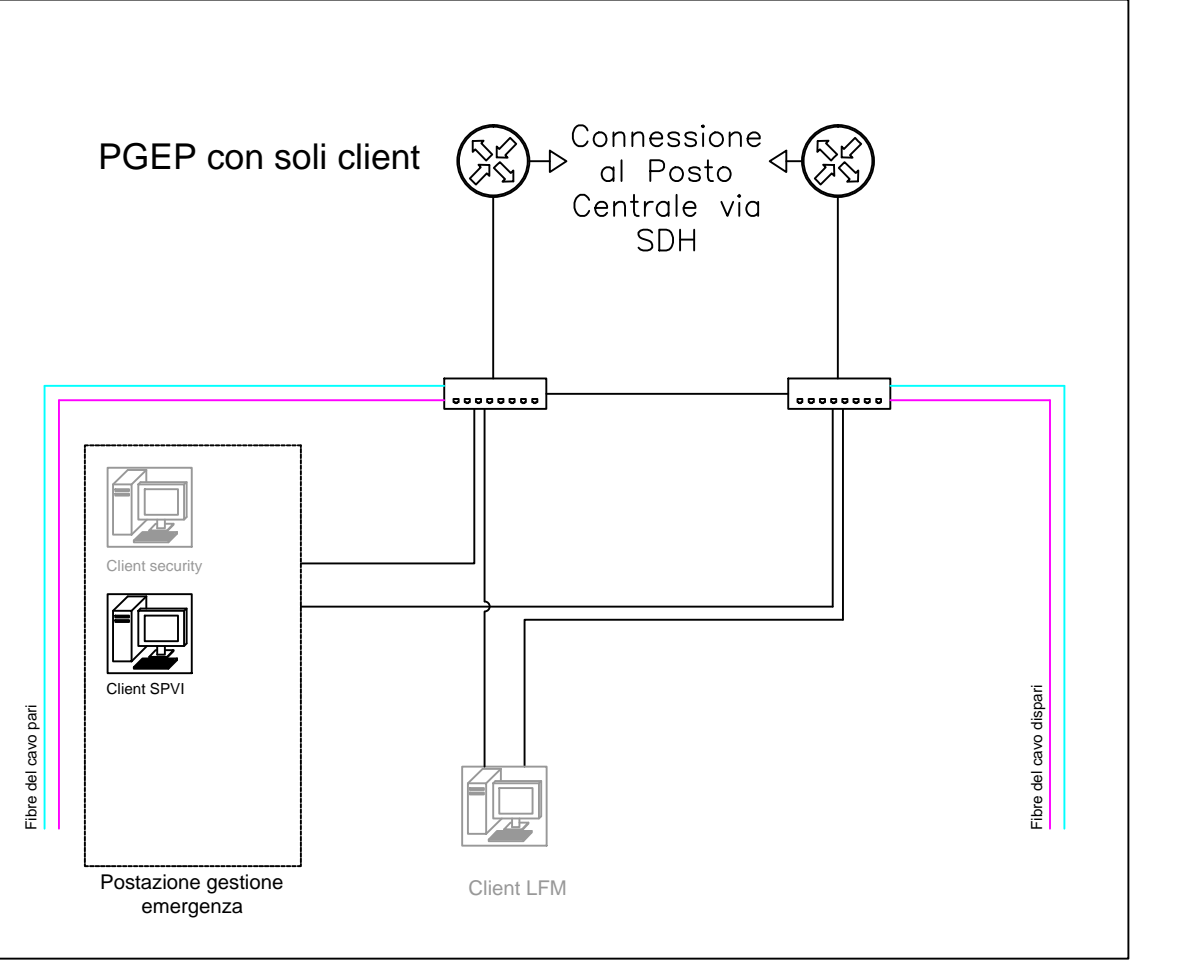 PGEP con soli client
Connessione
al Posto
Centrale via
SDH
Client security
Client SPVI
Fibre del cavo pari
Fibre del cavo dispari
Postazione gestione
emergenza
Client LFM